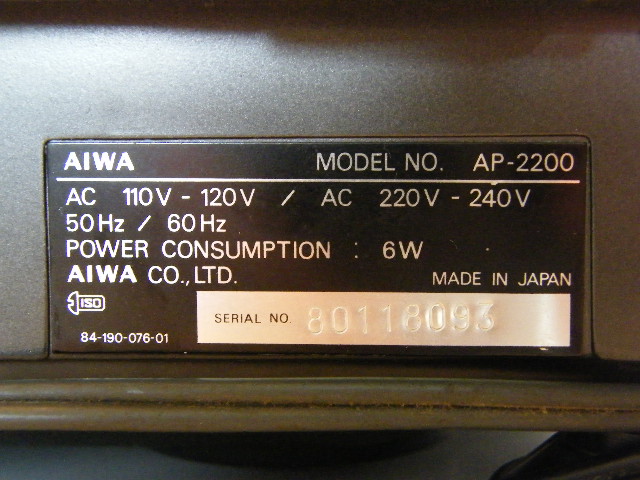 AIWA MODEL NO. AP-2200
AC 110V - 120V / AC 220V - 240V
50Hz / 60Hz
POWER CONSUMPTION : 6W
AIWA CO., LTD. MADE IN JAPAN
ISO
SERIAL NO. 80118093
84-190-076-01